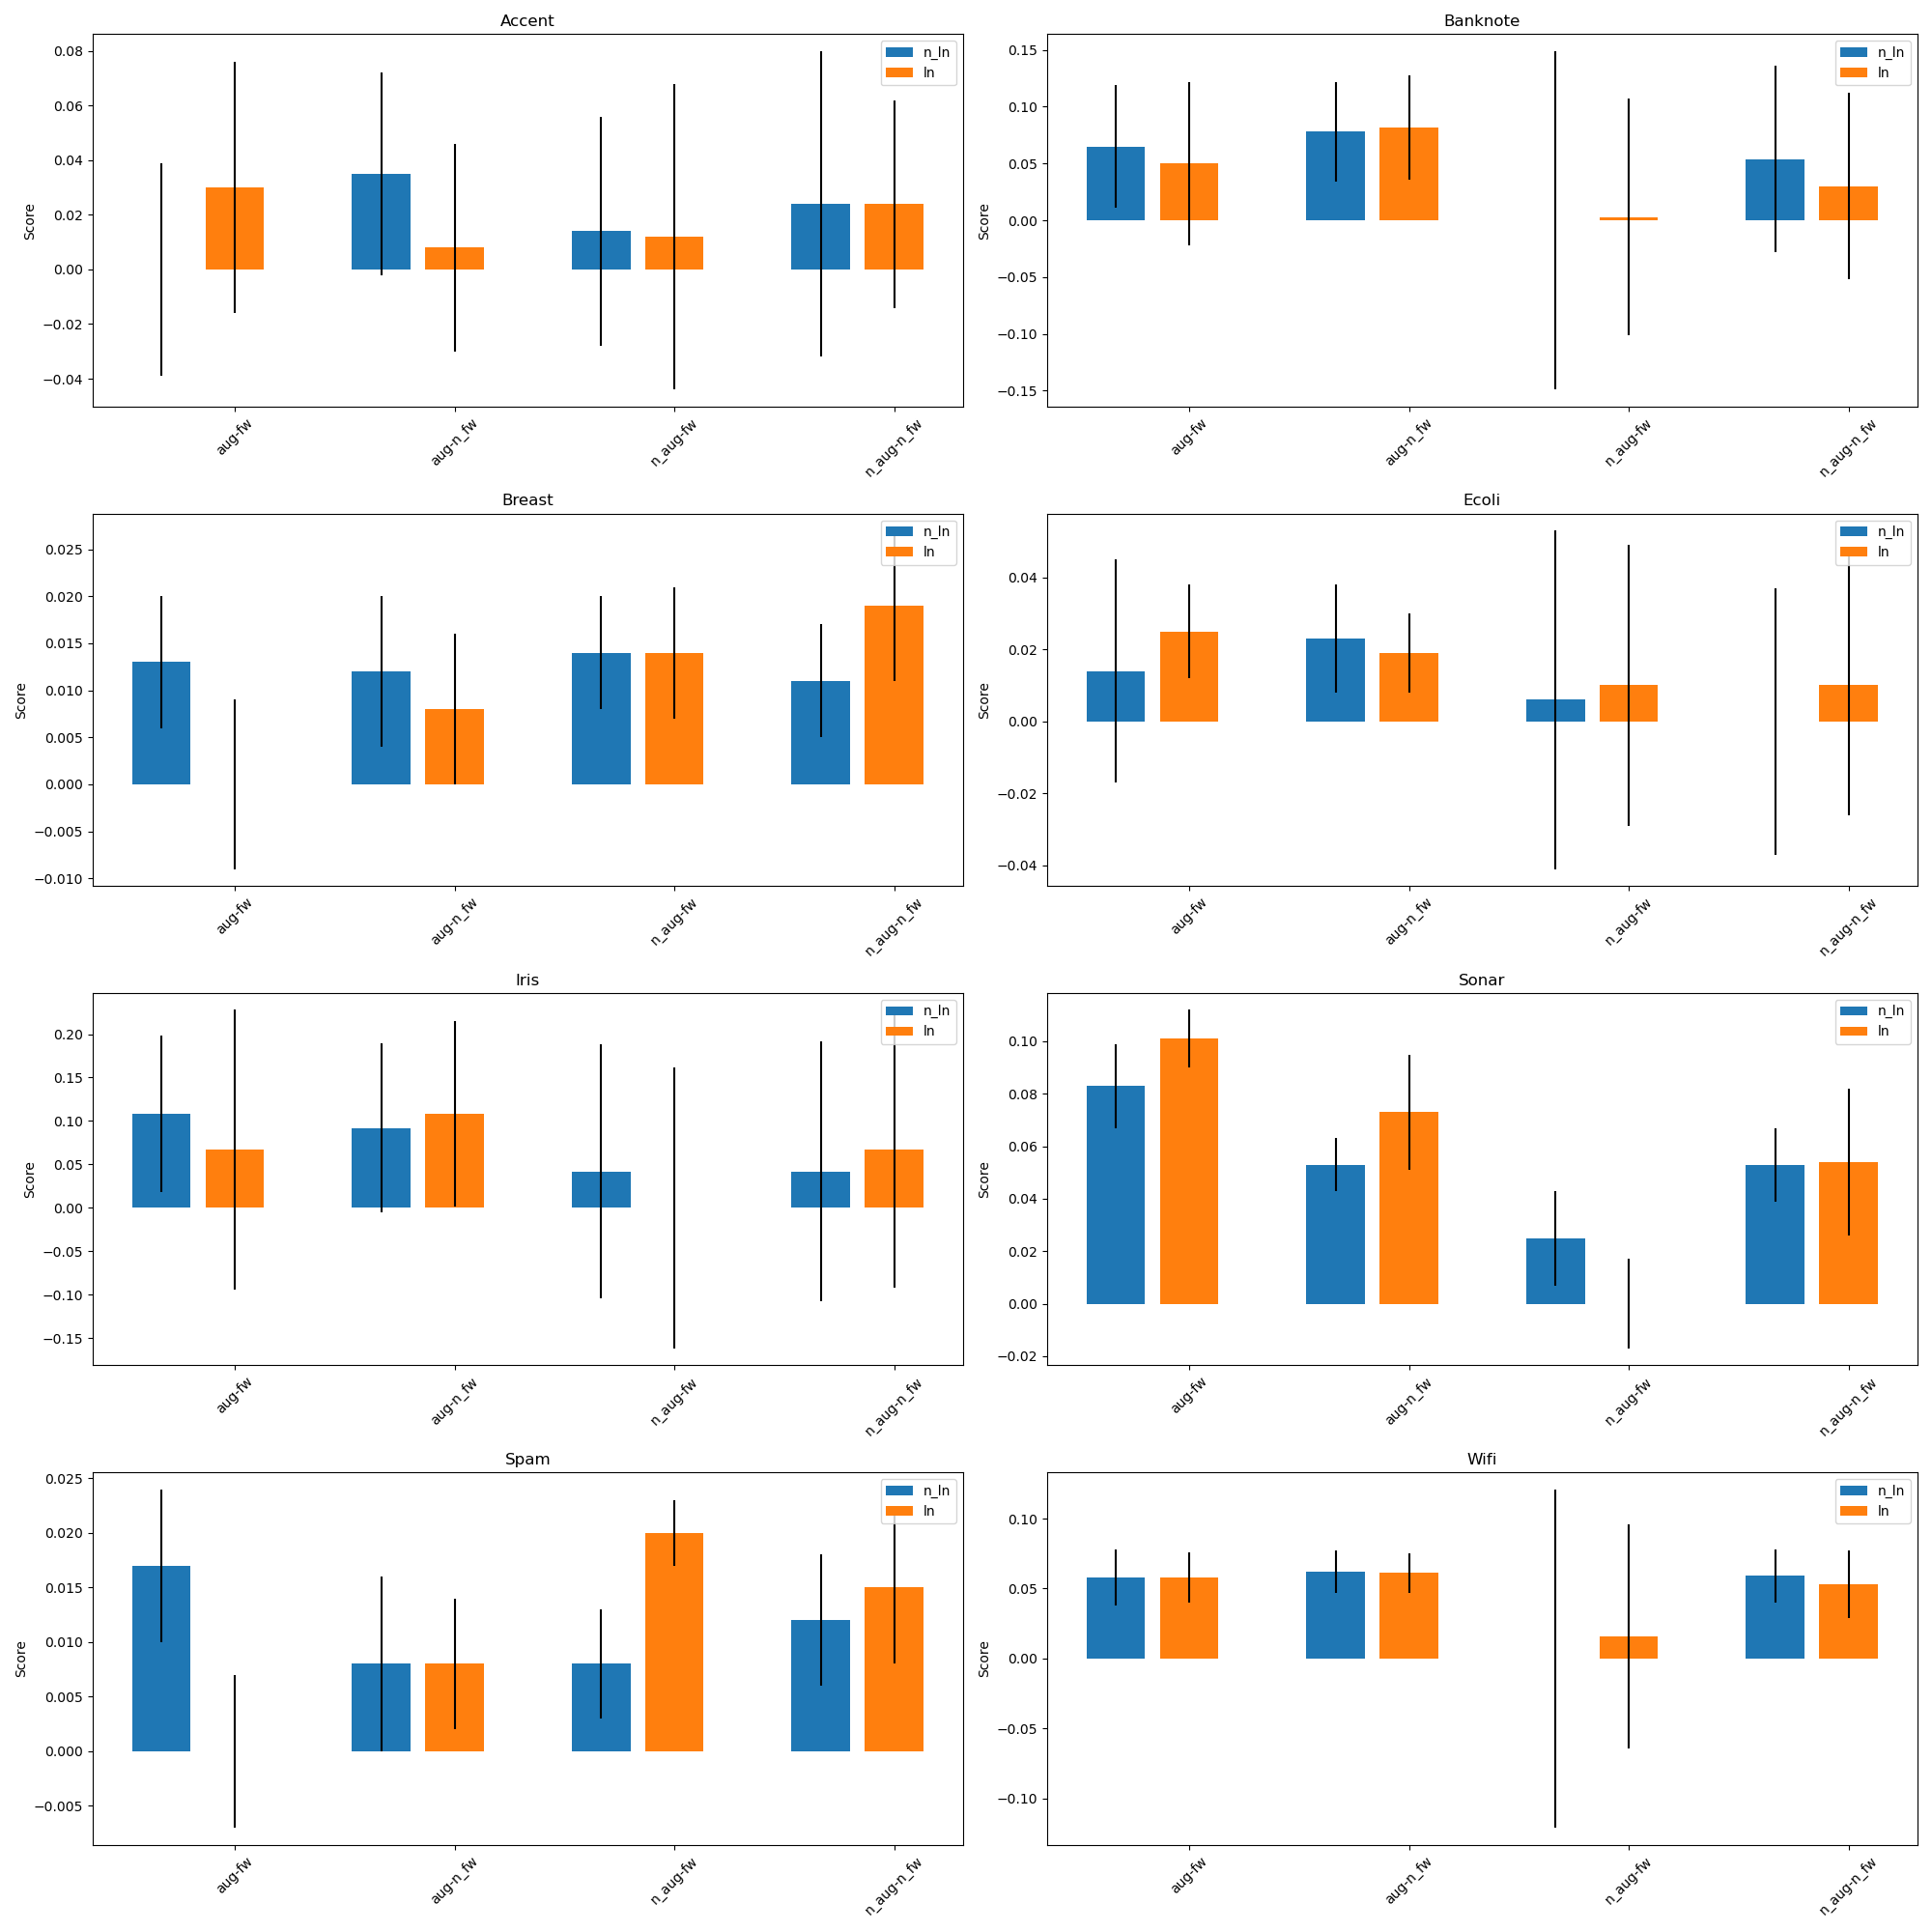 Accent
0.08
0.06
0.04
0.02
0.00
−0.02
−0.04
Score
n_ln
ln
aug-fw
aug-n_fw
n_aug-fw
n_aug-n_fw
Banknote
0.15
0.10
0.05
0.00
−0.05
−0.10
−0.15
Score
n_ln
ln
aug-fw
aug-n_fw
n_aug-fw
n_aug-n_fw
Breast
0.025
0.020
0.015
0.010
0.005
0.000
−0.005
−0.010
Score
n_ln
ln
aug-fw
aug-n_fw
n_aug-fw
n_aug-n_fw
Ecoli
0.04
0.02
0.00
−0.02
−0.04
Score
n_ln
ln
aug-fw
aug-n_fw
n_aug-fw
n_aug-n_fw
Iris
0.20
0.15
0.10
0.05
0.00
−0.05
−0.10
−0.15
Score
n_ln
ln
aug-fw
aug-n_fw
n_aug-fw
n_aug-n_fw
Sonar
0.10
0.08
0.06
0.04
0.02
0.00
−0.02
Score
n_ln
ln
aug-fw
aug-n_fw
n_aug-fw
n_aug-n_fw
Spam
0.025
0.020
0.015
0.010
0.005
0.000
−0.005
Score
n_ln
ln
aug-fw
aug-n_fw
n_aug-fw
n_aug-n_fw
Wifi
0.10
0.05
0.00
−0.05
−0.10
Score
n_ln
ln
aug-fw
aug-n_fw
n_aug-fw
n_aug-n_fw